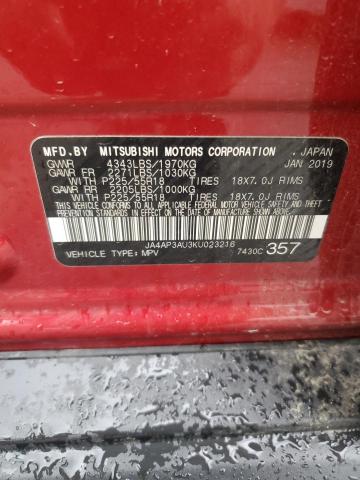 MFD.BY MITSUBISHI MOTORS CORPORATION JAPAN
GVWR 4343LBS/1970KG JAN 2019
GAWR FR 2271LBS/1030KG
WITH P225/55R18 TIRES 18X7.0J RIMS
GAWR RR 2205LBS/1000KG
WITH P225/55R18 TIRES 18X7.0J RIMS
THIS VEHICLE CONFORMS TO ALL APPLICABLE FEDERAL MOTOR VEHICLE SAFETY AND THEFT PREVENTION STANDARDS IN EFFECT ON THE DATE OF MANUFACTURE SHOWN ABOVE.
JA4AP3AU3KU023216
VEHICLE TYPE: MPV 7430C 357